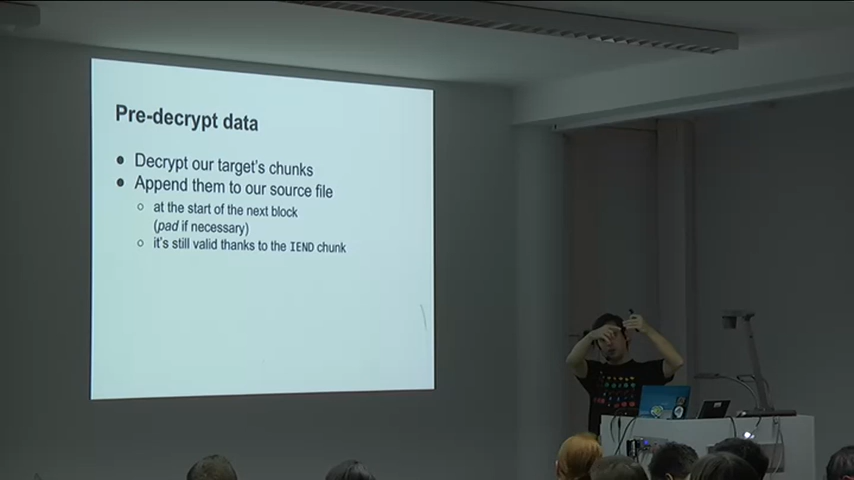 Pre-decrypt data
● Decrypt our target's chunks
● Append them to our source file
○ at the start of the next block
(pad if necessary)
○ it's still valid thanks to the IEND chunk